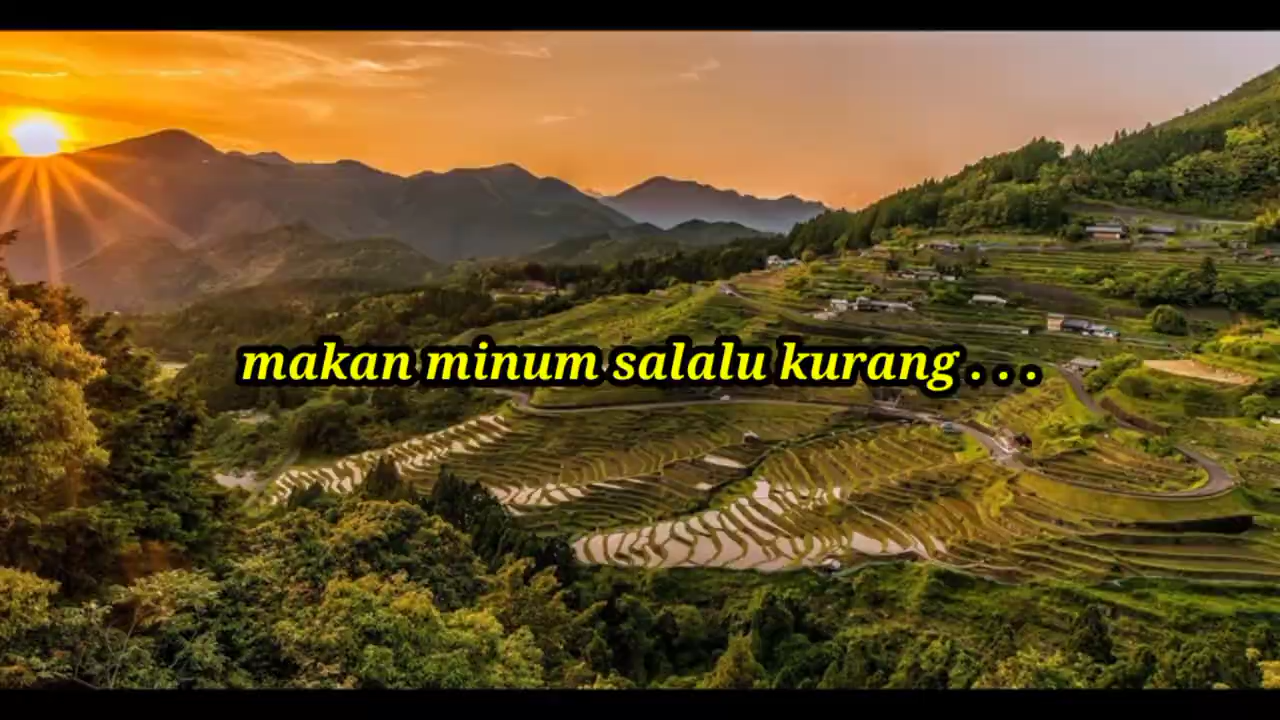 makan minum salalu kurang . . .